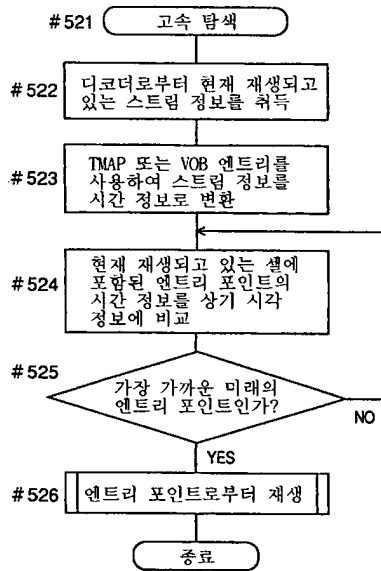 #521 고속 탐색
#522 디코더로부터 현재 재생되고
있는 스트림 정보를 취득
#523 TMAP 또는 VOB 엔트리를
사용하여 스트림 정보를
시간 정보로 변환
#524 현재 재생되고 있는 셀에
포함된 엔트리 포인트의
시간 정보를 상기 시각
정보에 비교
#525 가장 가까운 미래의
엔트리 포인트인가?
NO
YES
#526 엔트리 포인트로부터 재생
종료